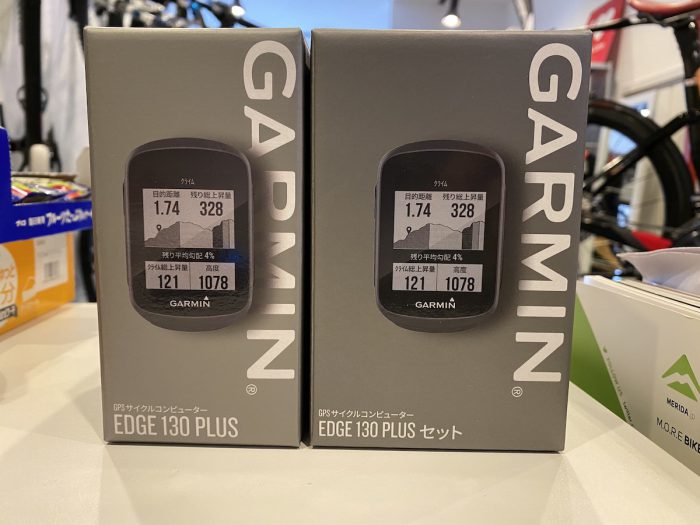 GARMIN
クライム
目的距離 残り総上昇量
1.74 328
残り平均勾配 4%
クライム総上昇量 高度
121 1078
GARMIN
GPSサイクルコンピューター
EDGE 130 PLUS
GARMIN
クライム
目的距離 残り総上昇量
1.74 328
残り平均勾配 4%
クライム総上昇量 高度
121 1078
GARMIN
GPSサイクルコンピューター
EDGE 130 PLUS セット
MERIDA.jp
M.O.R.E BIKE